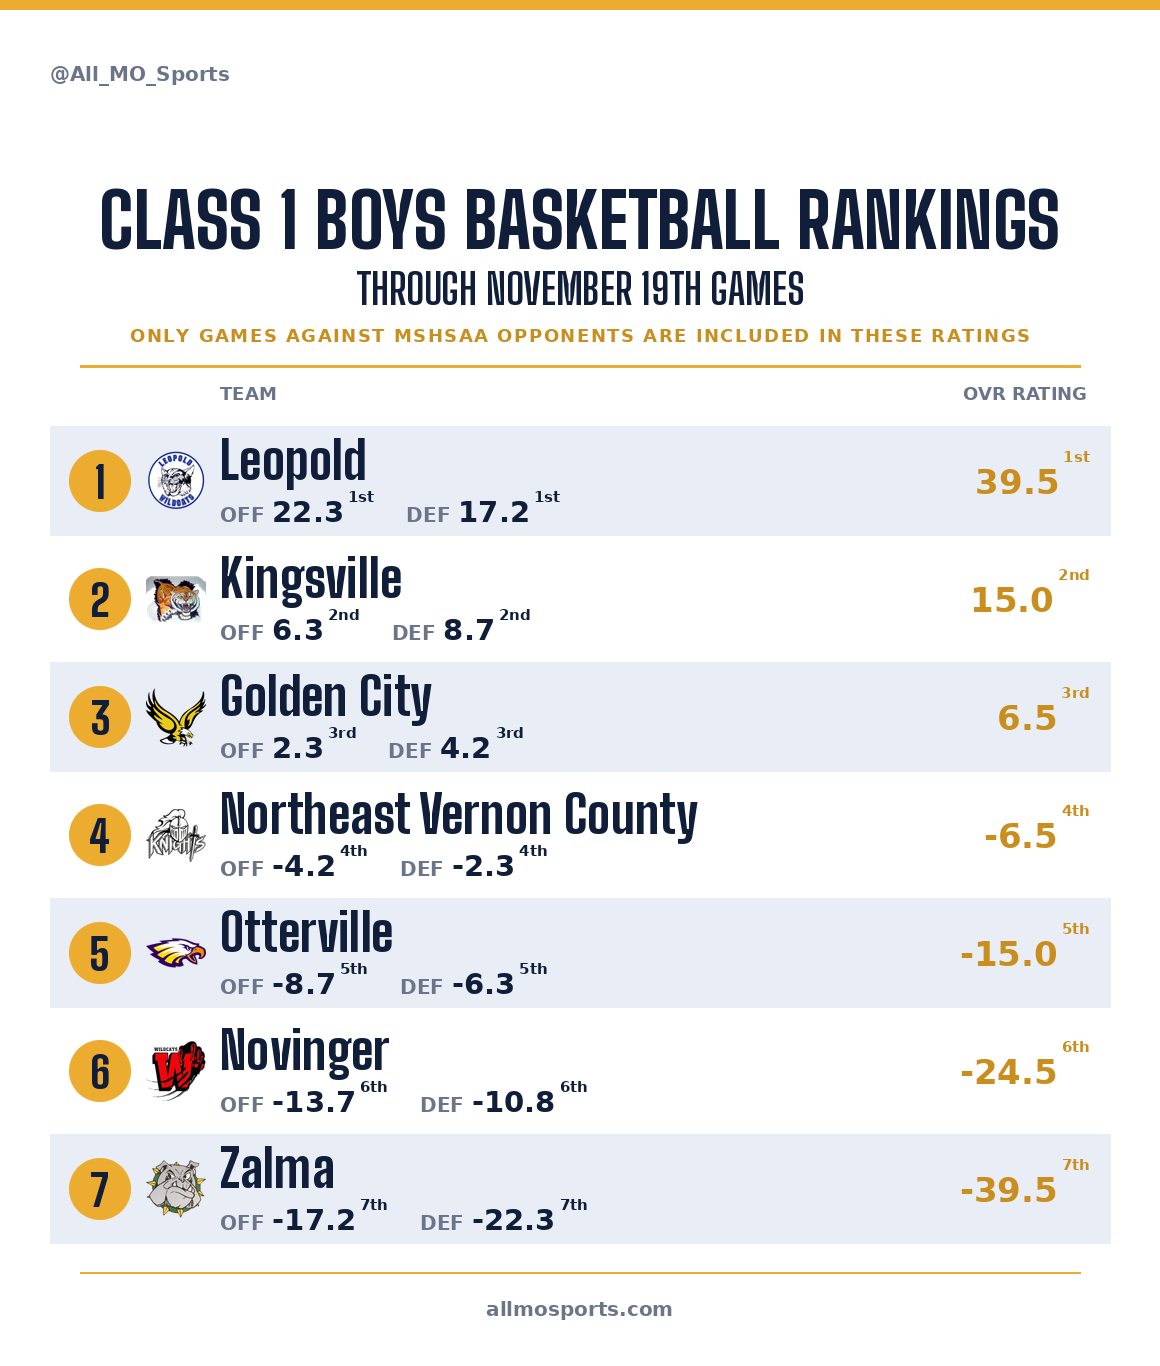 @All_MO_Sports
CLASS 1 BOYS BASKETBALL RANKINGS
THROUGH NOVEMBER 19TH GAMES
ONLY GAMES AGAINST MSHSAA OPPONENTS ARE INCLUDED IN THESE RATINGS
TEAM OVR RATING
1 LEOPOLD WILDCATS Leopold 39.5 1st
OFF 22.3 1st DEF 17.2 1st
2 Kingsville 15.0 2nd
OFF 6.3 2nd DEF 8.7 2nd
3 Golden City 6.5 3rd
OFF 2.3 3rd DEF 4.2 3rd
4 KNIGHTS Northeast Vernon County -6.5 4th
OFF -4.2 4th DEF -2.3 4th
5 Otterville -15.0 5th
OFF -8.7 5th DEF -6.3 5th
6 WILDCATS W Novinger -24.5 6th
OFF -13.7 6th DEF -10.8 6th
7 Zalma -39.5 7th
OFF -17.2 7th DEF -22.3 7th
allmosports.com